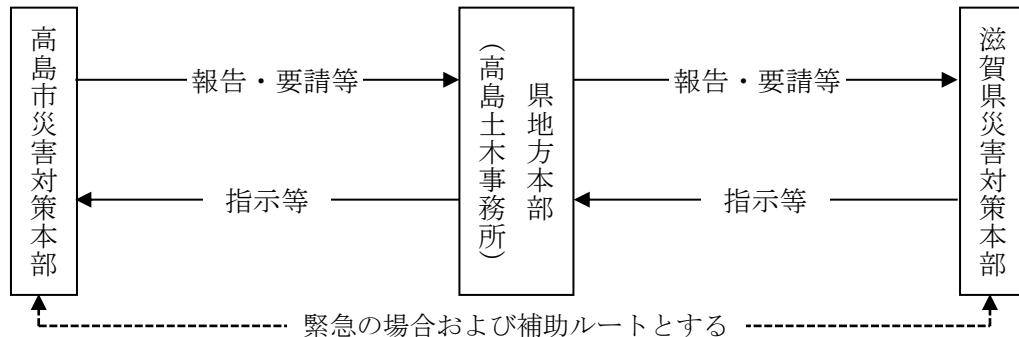 高島市災害対策本部
報告・要請等
指示等
県地方本部
(高島土木事務所)
報告・要請等
指示等
滋賀県災害対策本部
緊急の場合および補助ルートとする